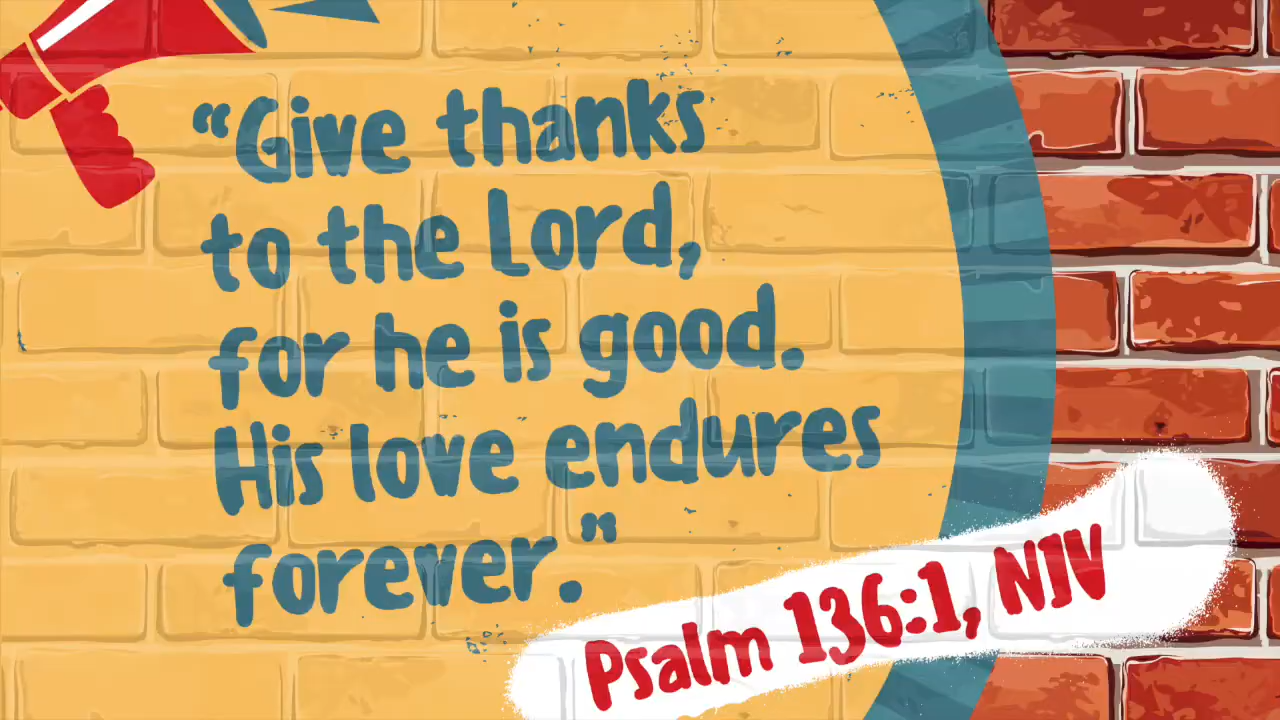 “Give thanks
to the Lord,
for he is good.
His love endures
forever."
Psalm 136:1, NIV